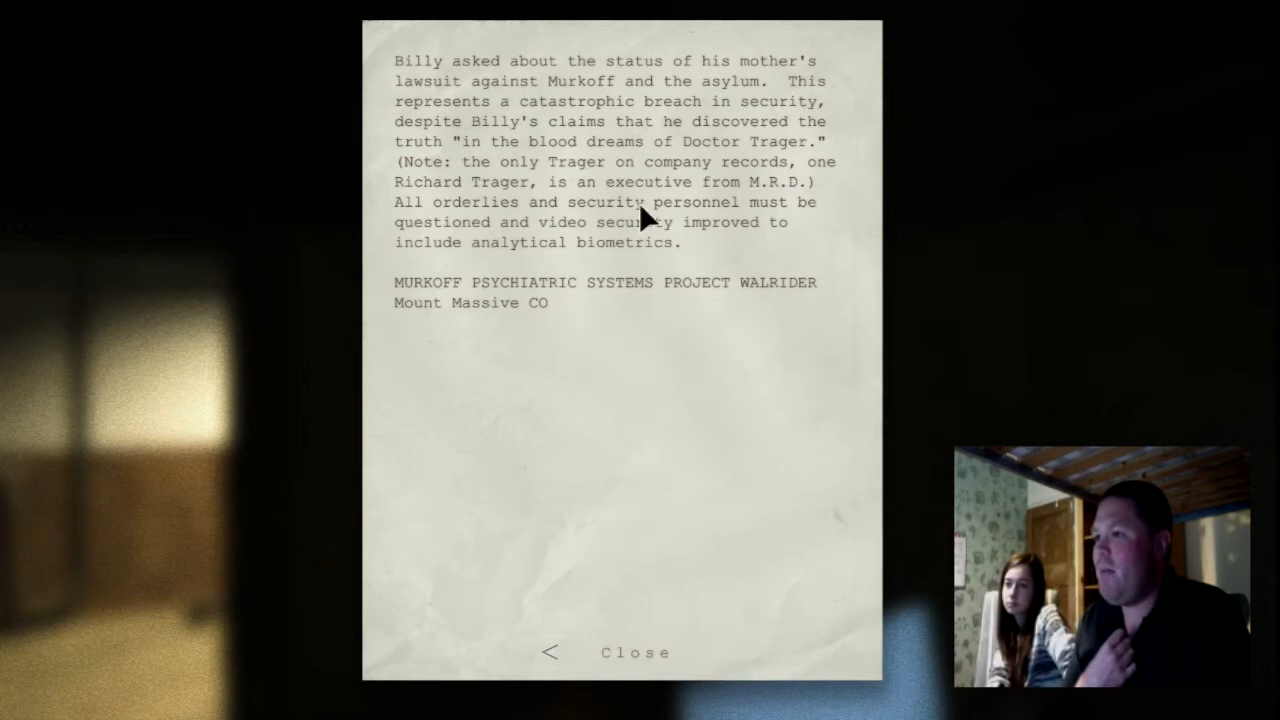 Billy asked about the status of his mother's
lawsuit against Murkoff and the asylum.  This
represents a catastrophic breach in security,
despite Billy's claims that he discovered the
truth "in the blood dreams of Doctor Trager."
(Note: the only Trager on company records, one
Richard Trager, is an executive from M.R.D.)
All orderlies and security personnel must be
questioned and video security improved to
include analytical biometrics.
MURKOFF PSYCHIATRIC SYSTEMS PROJECT WALRIDER
Mount Massive CO
< Close